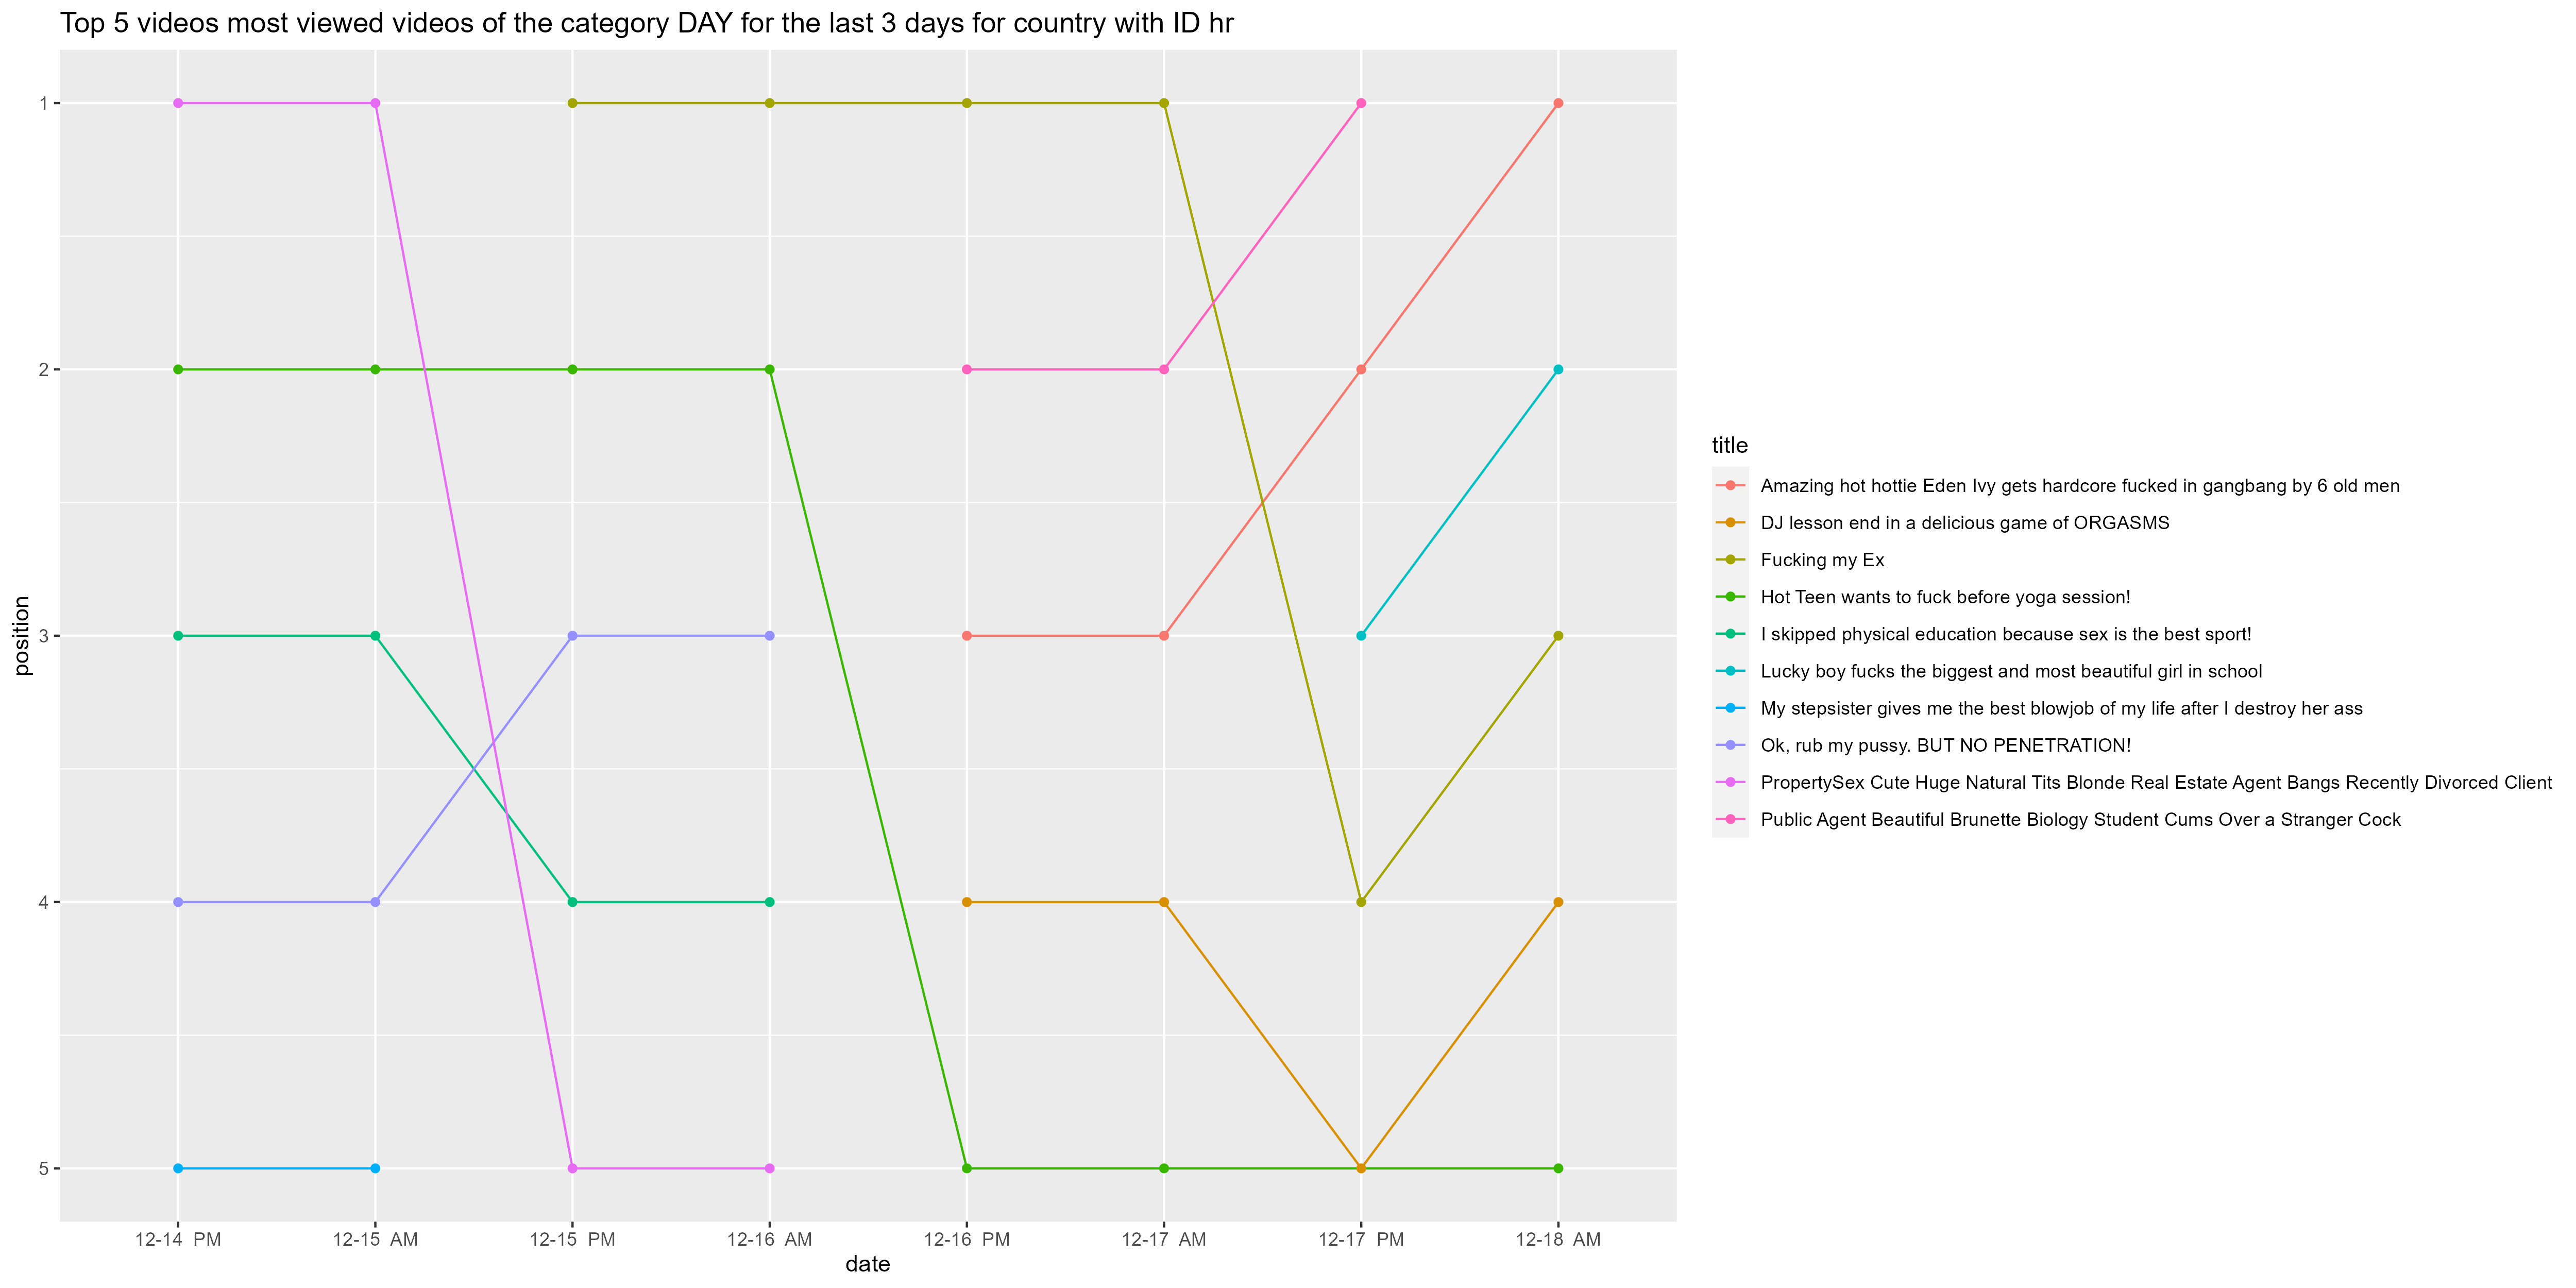 Top 5 videos most viewed videos of the category DAY for the last 3 days for country with ID hr
position
1
2
3
4
5
12-14 PM
12-15 AM
12-15 PM
12-16 AM
12-16 PM
12-17 AM
12-17 PM
12-18 AM
date
title
Amazing hot hottie Eden Ivy gets hardcore fucked in gangbang by 6 old men
DJ lesson end in a delicious game of ORGASMS
Fucking my Ex
Hot Teen wants to fuck before yoga session!
I skipped physical education because sex is the best sport!
Lucky boy fucks the biggest and most beautiful girl in school
My stepsister gives me the best blowjob of my life after I destroy her ass
Ok, rub my pussy. BUT NO PENETRATION!
PropertySex Cute Huge Natural Tits Blonde Real Estate Agent Bangs Recently Divorced Client
Public Agent Beautiful Brunette Biology Student Cums Over a Stranger Cock